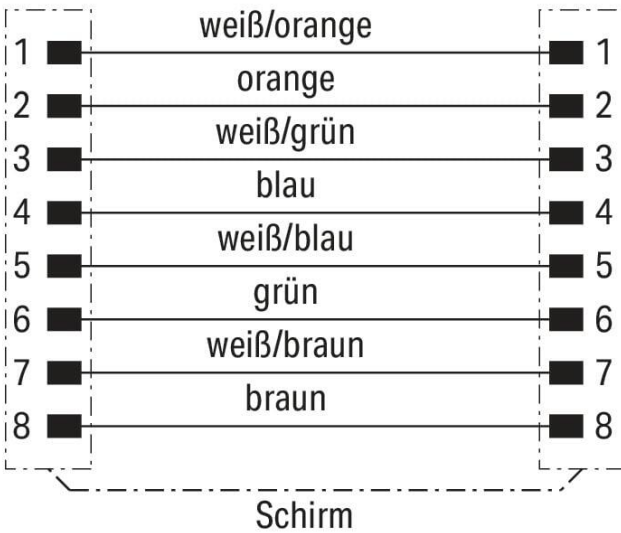 weiß/orange
1 1
orange
2 2
weiß/grün
3 3
blau
4 4
weiß/blau
5 5
grün
6 6
weiß/braun
7 7
braun
8 8
Schirm